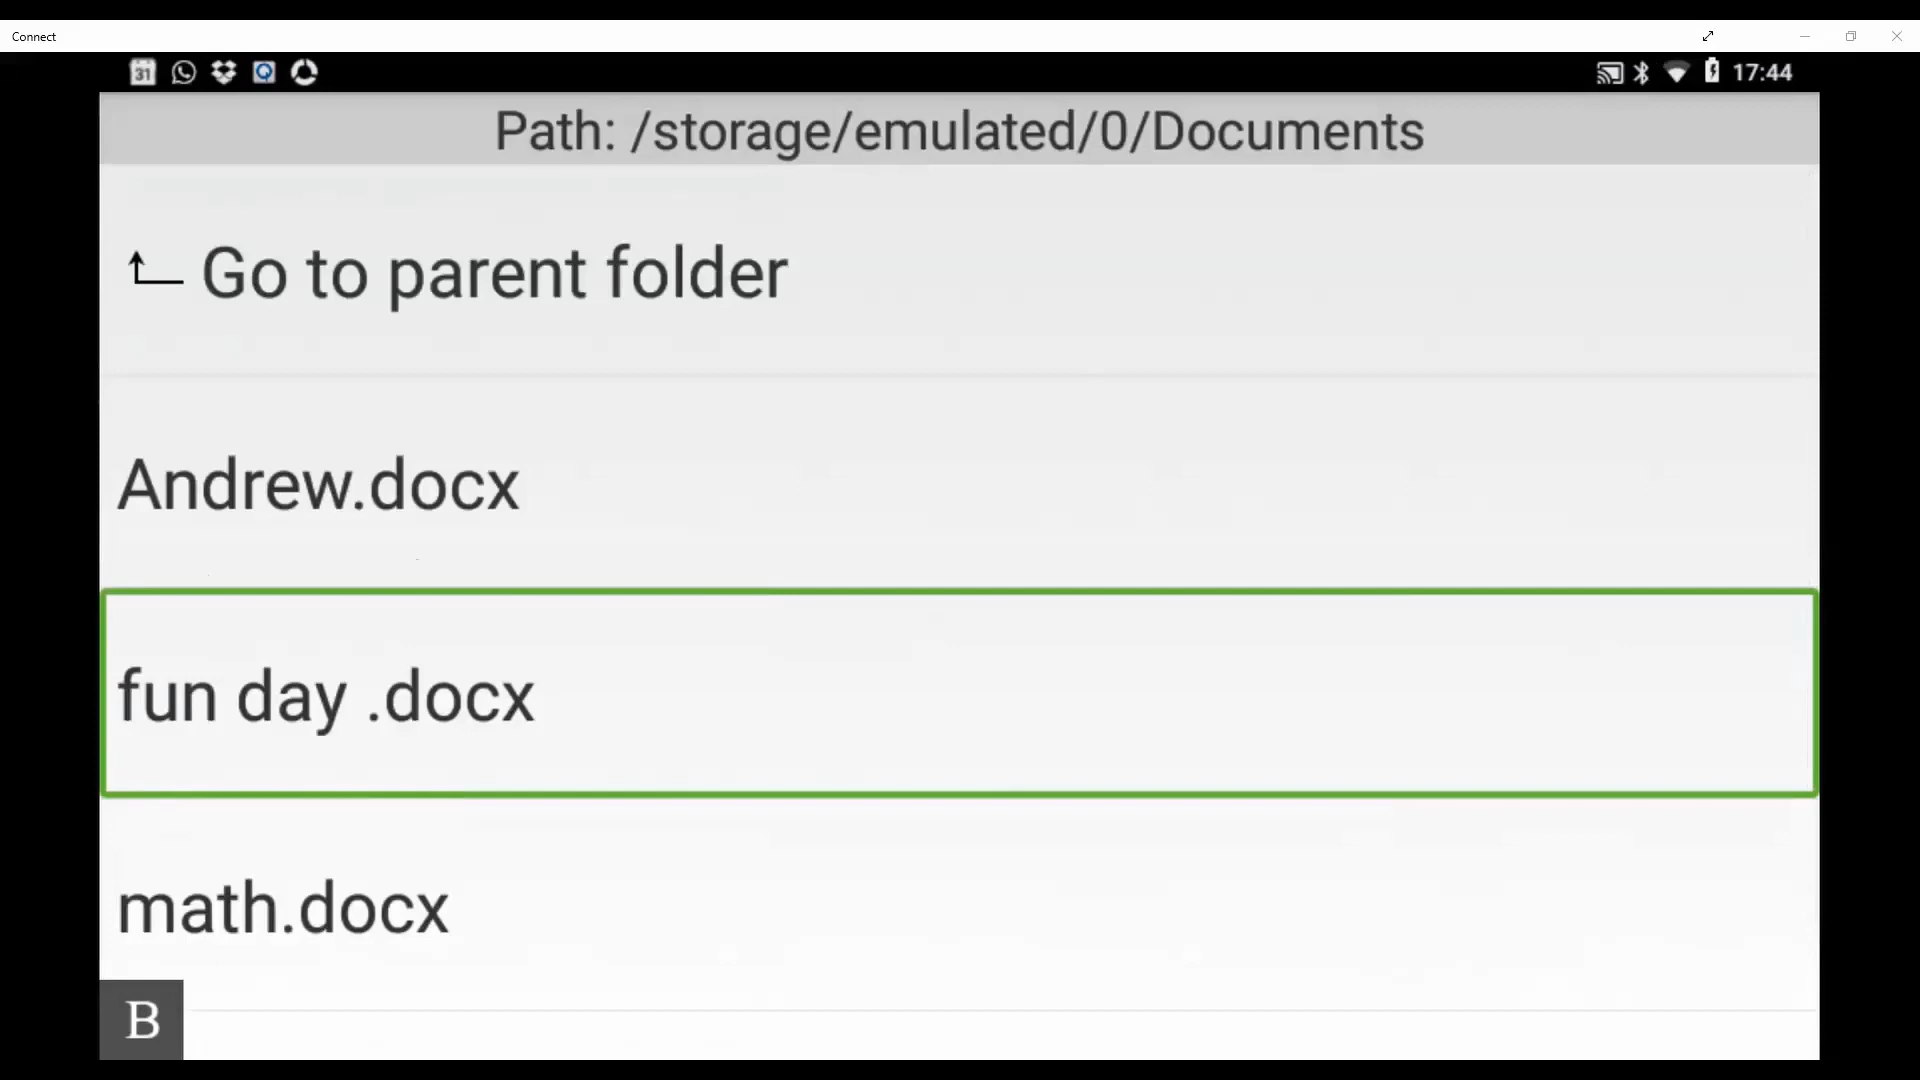 Connect
31
17:44
Path: /storage/emulated/0/Documents
Go to parent folder
Andrew.docx
fun day .docx
math.docx
B